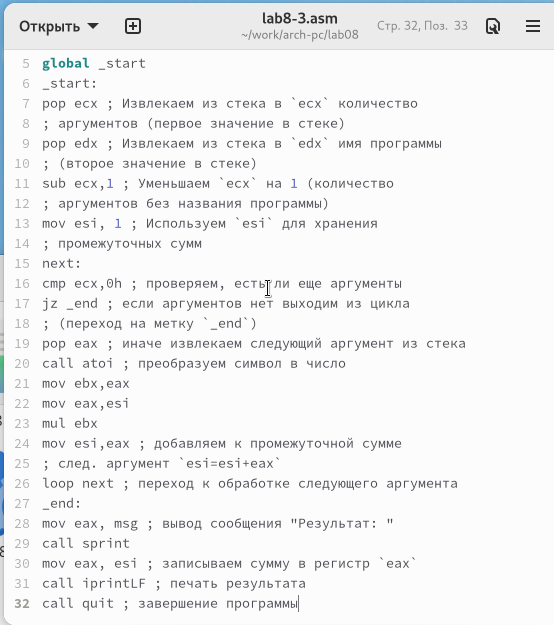 Открыть
lab8-3.asm
~/work/arch-pc/lab08
Стр. 32, Поз. 33
5 global _start
6 _start:
7 pop ecx ; Извлекаем из стека в `ecx` количество
8 ; аргументов (первое значение в стеке)
9 pop edx ; Извлекаем из стека в `edx` имя программы
10 ; (второе значение в стеке)
11 sub ecx,1 ; Уменьшаем `ecx` на 1 (количество
12 ; аргументов без названия программы)
13 mov esi, 1 ; Используем `esi` для хранения
14 ; промежуточных сумм
15 next:
16 cmp ecx,0h ; проверяем, есть ли еще аргументы
17 jz _end ; если аргументов нет выходим из цикла
18 ; (переход на метку `_end`)
19 pop eax ; иначе извлекаем следующий аргумент из стека
20 call atoi ; преобразуем символ в число
21 mov ebx,eax
22 mov eax,esi
23 mul ebx
24 mov esi,eax ; добавляем к промежуточной сумме
25 ; след. аргумент `esi=esi+eax`
26 loop next ; переход к обработке следующего аргумента
27 _end:
28 mov eax, msg ; вывод сообщения "Результат: "
29 call sprint
30 mov eax, esi ; записываем сумму в регистр `eax`
31 call iprintLF ; печать результата
32 call quit ; завершение программы